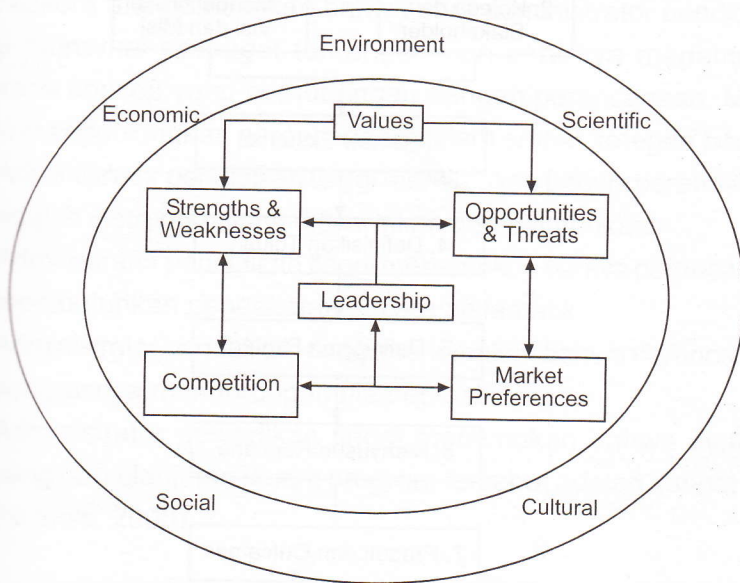 Environment
Economic
Values
Scientific
Strengths &
Weaknesses
Opportunities
& Threats
Leadership
Competition
Market
Preferences
Social
Cultural